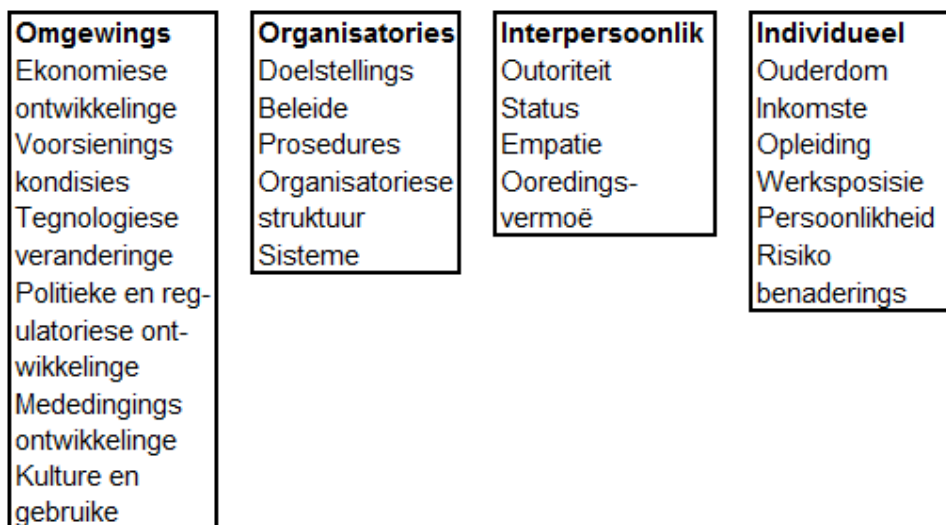 Omgewings
Ekonomiese
ontwikkelinge
Voorsienings
kondisies
Tegnologiese
veranderinge
Politieke en reg-
ulatoriese ont-
wikkelinge
Mededingings
ontwikkelinge
Kulture en
gebruike
Organisatories
Doelstellings
Beleide
Prosedures
Organisatoriese
struktuur
Sisteme
Interpersoonlik
Outoriteit
Status
Empatie
Ooredings-
vermoë
Individueel
Ouderdom
Inkomste
Opleiding
Werksposisie
Persoonlikheid
Risiko
benaderings